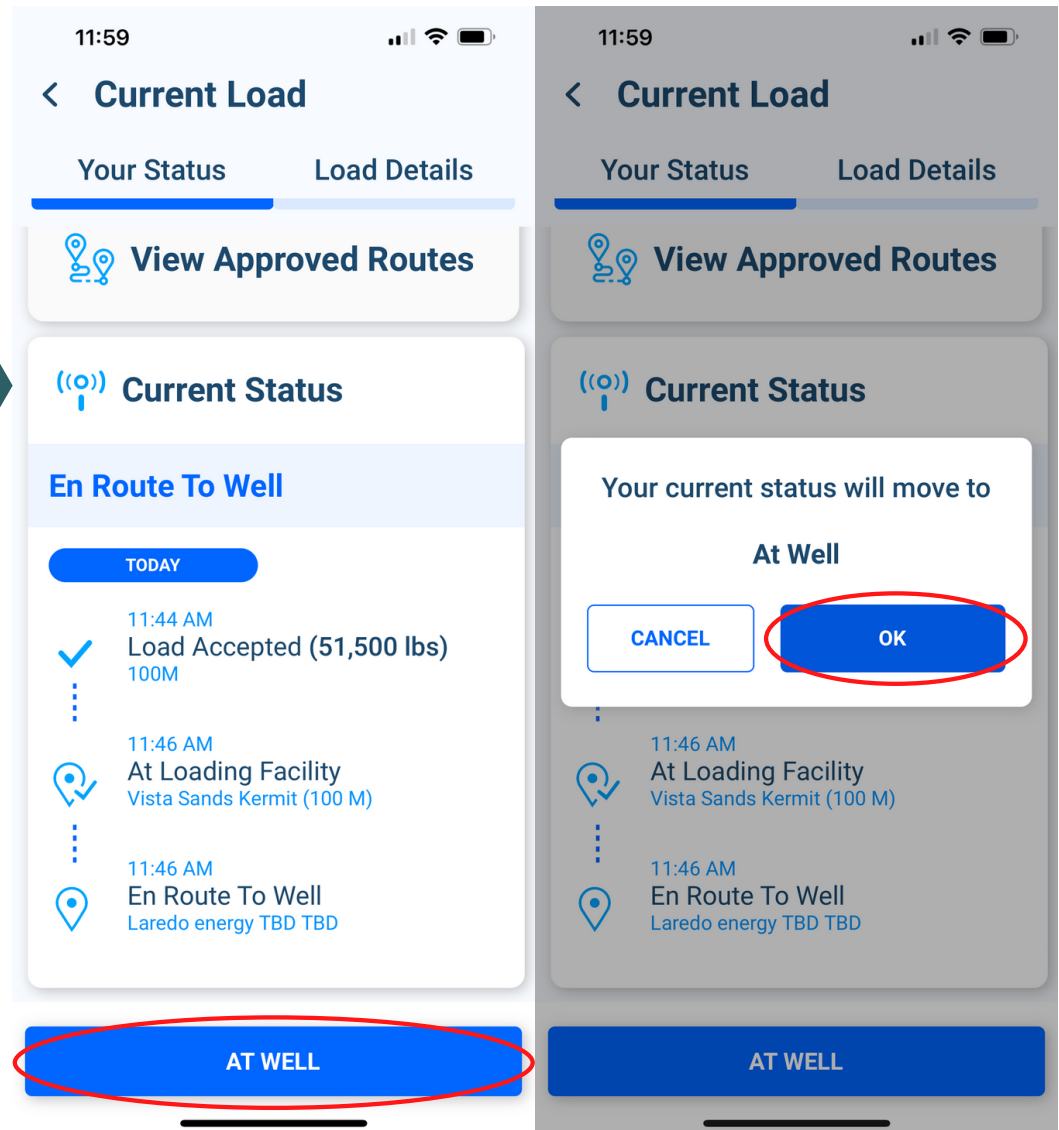 11:59
Current Load
Your Status Load Details
View Approved Routes
Current Status
En Route To Well
TODAY
11:44 AM
Load Accepted (51,500 lbs)
100M
11:46 AM
At Loading Facility
Vista Sands Kermit (100 M)
11:46 AM
En Route To Well
Laredo energy TBD TBD
AT WELL
11:59
Current Load
Your Status Load Details
View Approved Routes
Current Status
Your current status will move to
At Well
CANCEL OK
11:46 AM
At Loading Facility
Vista Sands Kermit (100 M)
11:46 AM
En Route To Well
Laredo energy TBD TBD
AT WELL